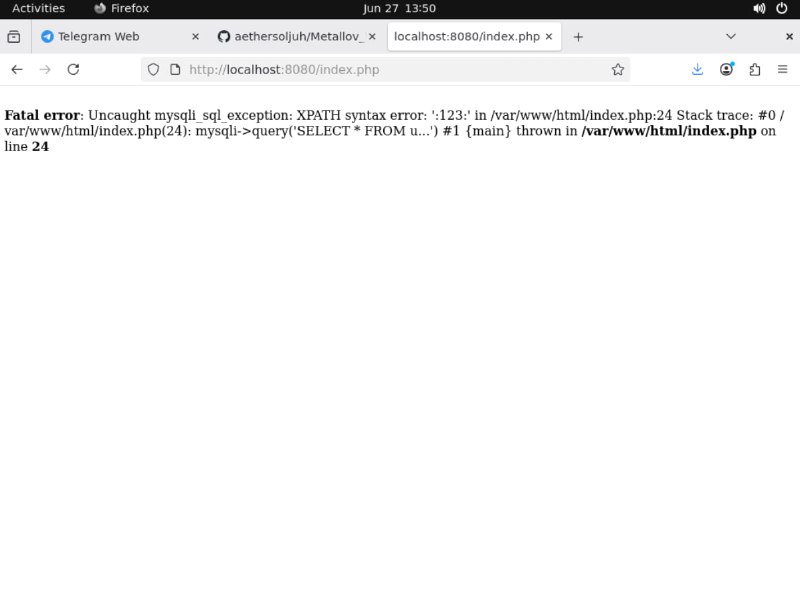 Activities Firefox Jun 27 13:50
Telegram Web aethersoljuh/Metallov_ localhost:8080/index.php
http://localhost:8080/index.php
Fatal error: Uncaught mysqli_sql_exception: XPATH syntax error: ':123:' in /var/www/html/index.php:24 Stack trace: #0 /
var/www/html/index.php(24): mysqli->query('SELECT * FROM u...') #1 {main} thrown in /var/www/html/index.php on
line 24